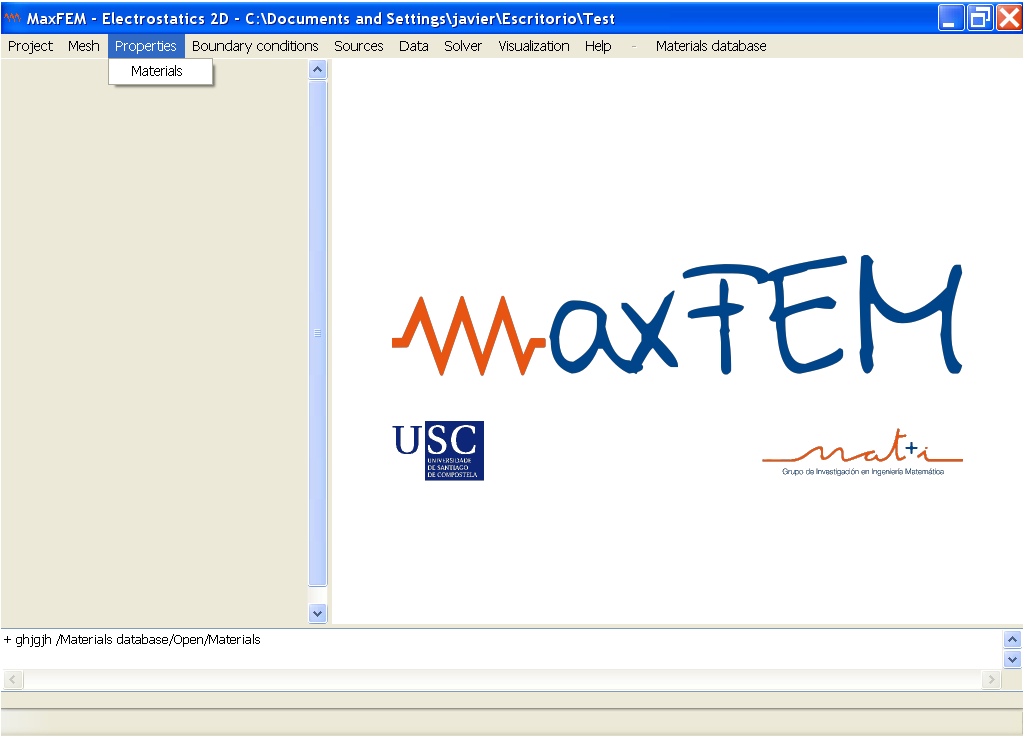 MaxFEM - Electrostatics 2D - C:\Documents and Settings\javier\Escritorio\Test
Project Mesh Properties Boundary conditions Sources Data Solver Visualization Help - Materials database
Materials
maxFEM
USC
UNIVERSIDADE
DE SANTIAGO
DE COMPOSTELA
mat+i
Grupo de Investigación en Ingeniería Matemática
+ ghjgjh /Materials database/Open/Materials